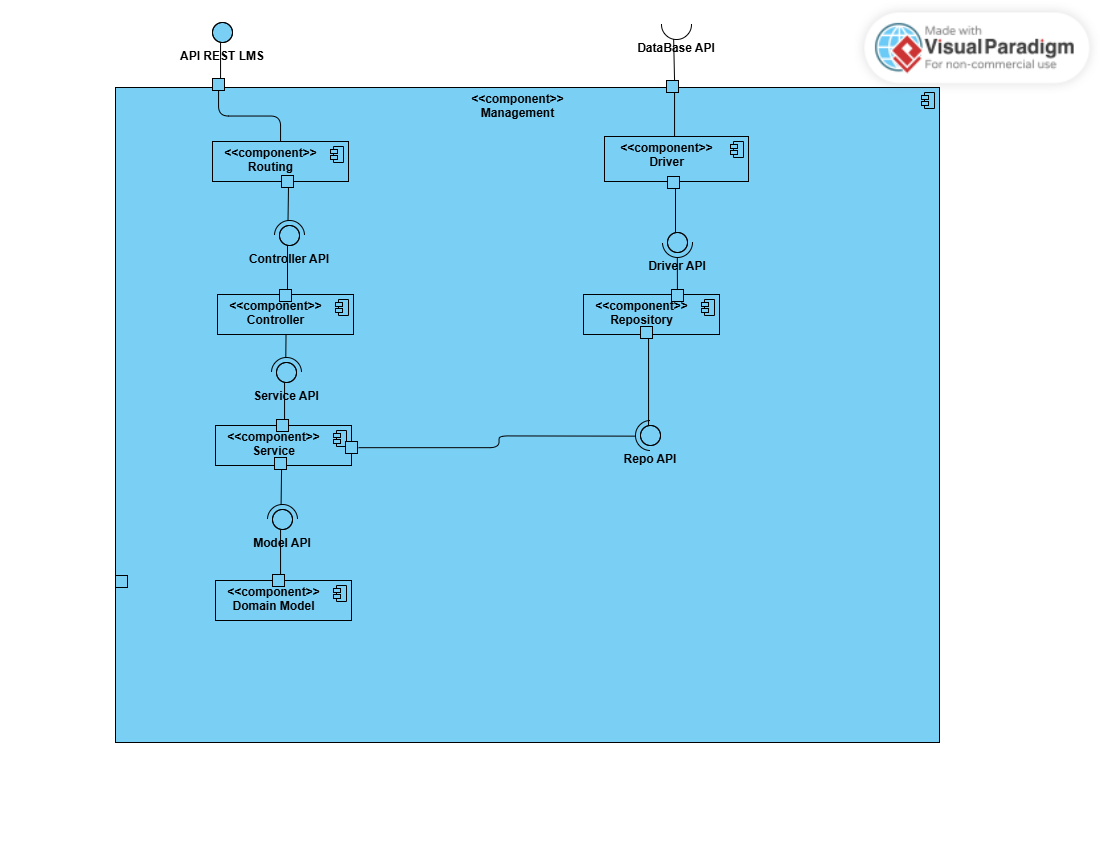 Made with
Visual Paradigm
For non-commercial use
API REST LMS
DataBase API
<<component>>
Management
<<component>>
Routing
<<component>>
Driver
Controller API
Driver API
<<component>>
Controller
<<component>>
Repository
Service API
<<component>>
Service
Repo API
Model API
<<component>>
Domain Model